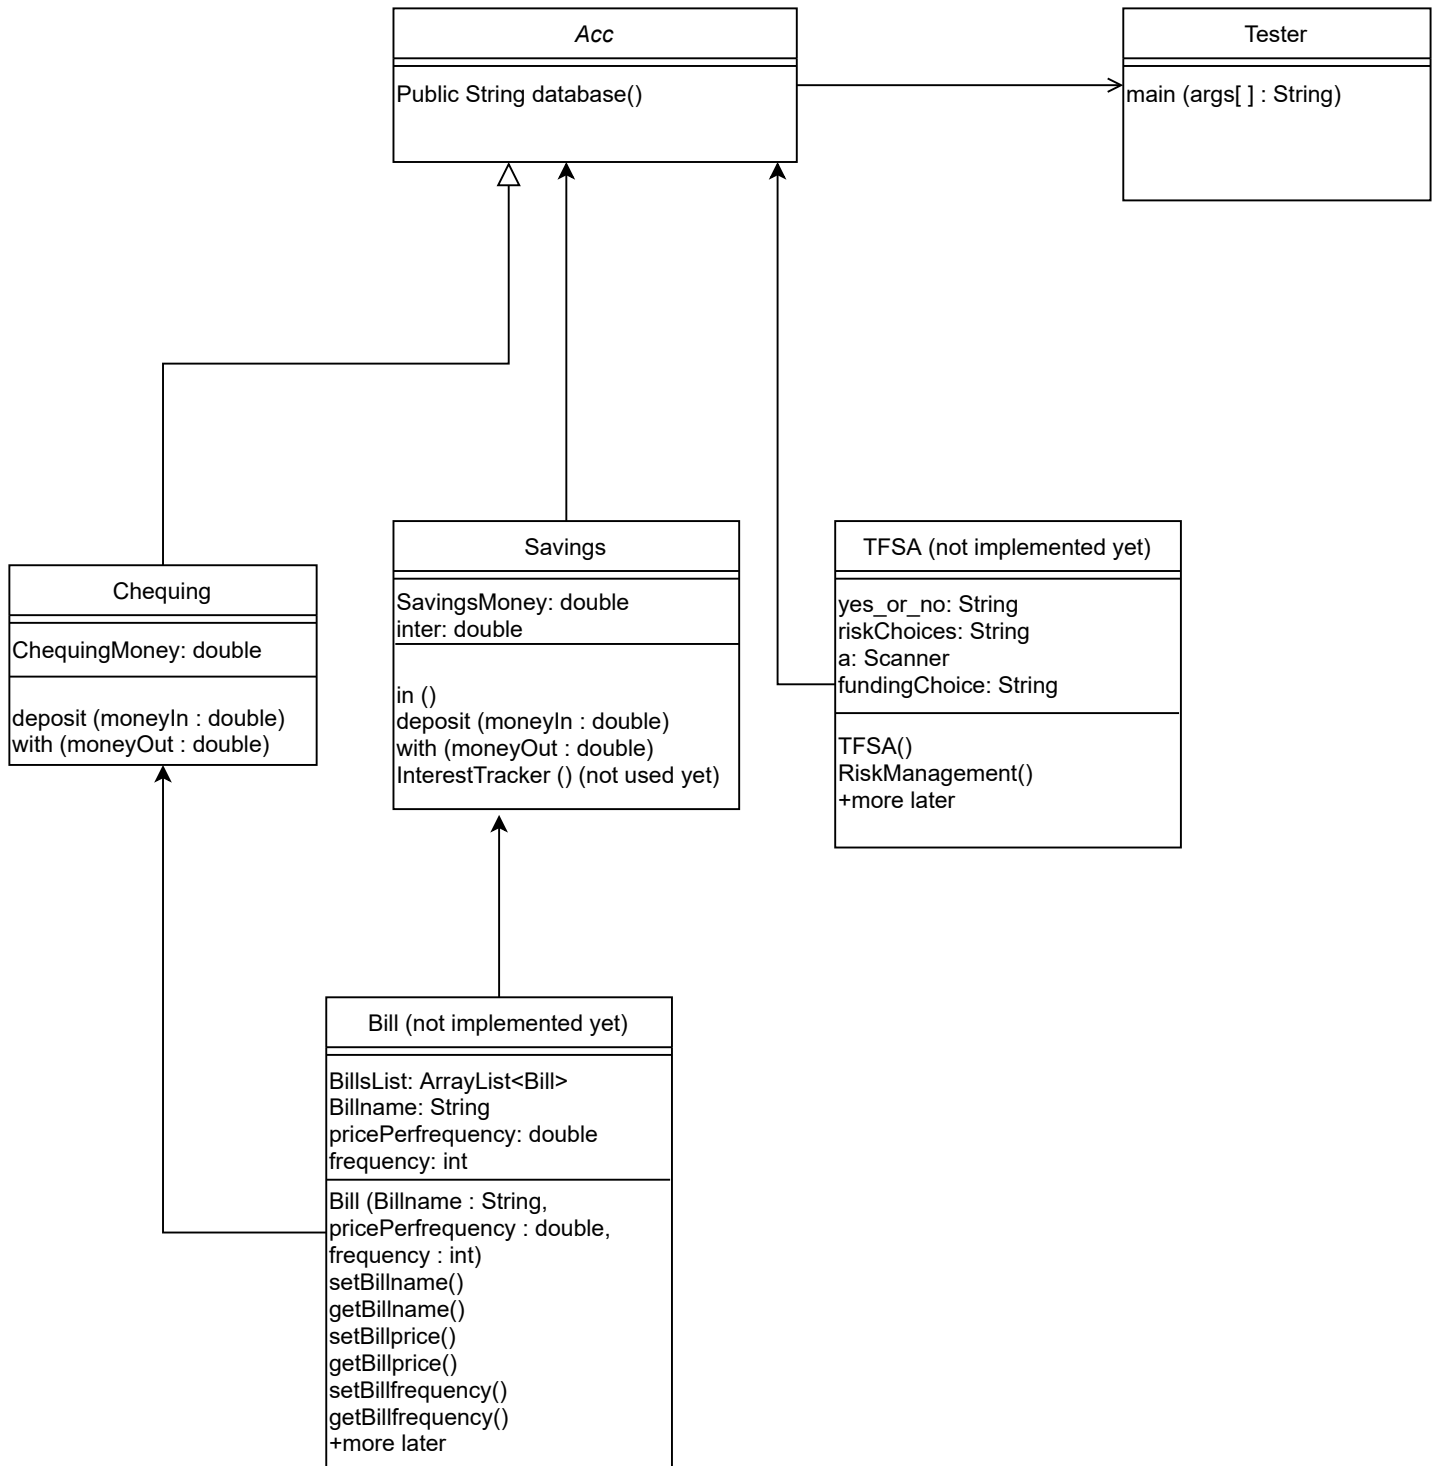 Acc
Public String database()
Tester
main (args[ ] : String)
Chequing
ChequingMoney: double
deposit (moneyIn : double)
with (moneyOut : double)
Savings
SavingsMoney: double
inter: double
in ()
deposit (moneyIn : double)
with (moneyOut : double)
InterestTracker () (not used yet)
TFSA (not implemented yet)
yes_or_no: String
riskChoices: String
a: Scanner
fundingChoice: String
TFSA()
RiskManagement()
+more later
Bill (not implemented yet)
BillsList: ArrayList<Bill>
Billname: String
pricePerfrequency: double
frequency: int
Bill (Billname : String,
pricePerfrequency : double,
frequency : int)
setBillname()
getBillname()
setBillprice()
getBillprice()
setBillfrequency()
getBillfrequency()
+more later